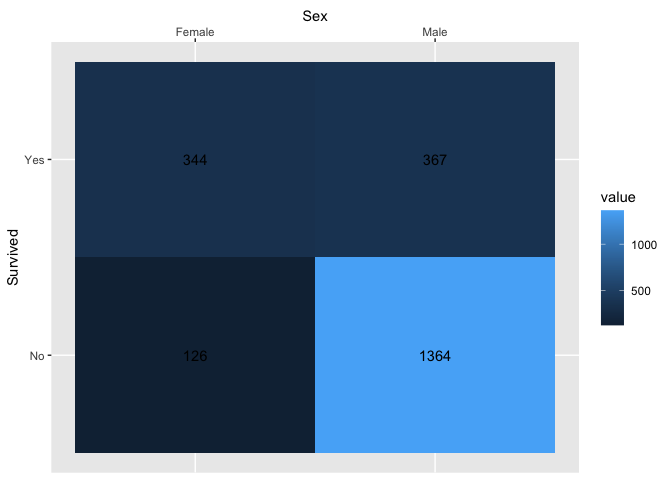 Sex
Female Male
Yes 344 367
value
1000
500
Survived
No 126 1364